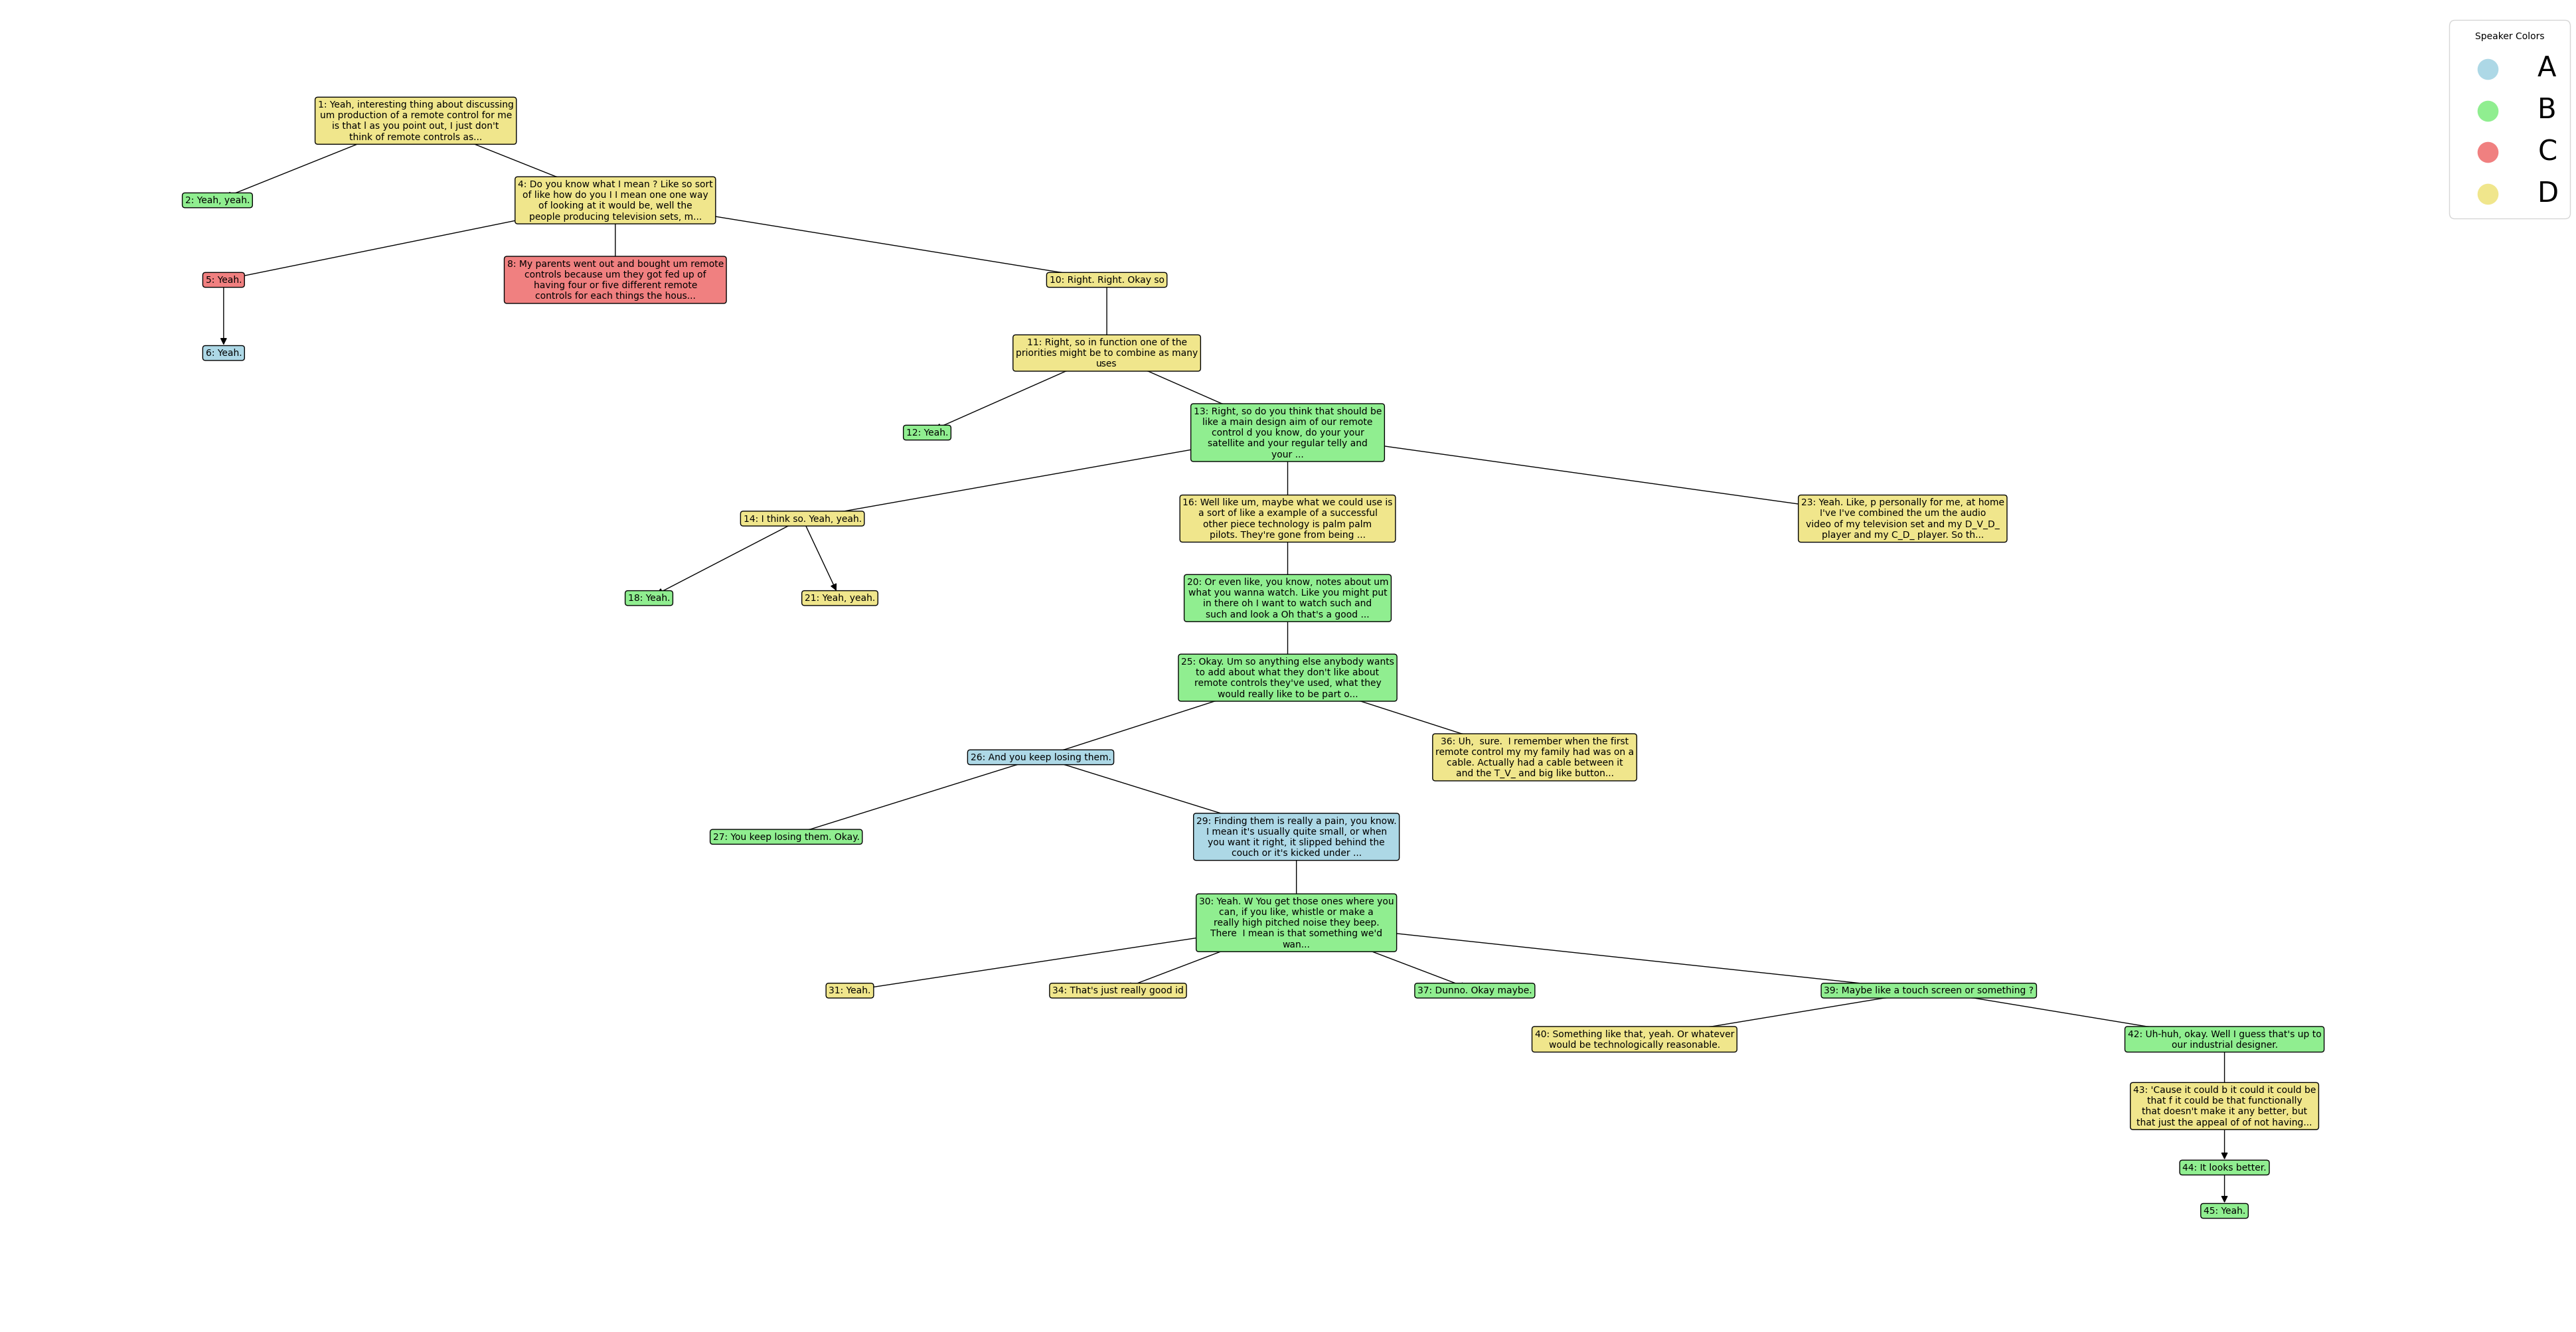 Speaker Colors
A
B
C
D
1: Yeah, interesting thing about discussing
um production of a remote control for me
is that l as you point out, I just don't
think of remote controls as...
2: Yeah, yeah.
4: Do you know what I mean ? Like so sort
of like how do you I I mean one one way
of looking at it would be, well the
people producing television sets, m...
5: Yeah.
8: My parents went out and bought um remote
controls because um they got fed up of
having four or five different remote
controls for each things the hous...
10: Right. Right. Okay so
6: Yeah.
11: Right, so in function one of the
priorities might be to combine as many
uses
12: Yeah.
13: Right, so do you think that should be
like a main design aim of our remote
control d you know, do your your
satellite and your regular telly and
your ...
14: I think so. Yeah, yeah.
16: Well like um, maybe what we could use is
a sort of like a example of a successful
other piece technology is palm palm
pilots. They're gone from being ...
23: Yeah. Like, p personally for me, at home
I've I've combined the um the audio
video of my television set and my D_V_D_
player and my C_D_ player. So th...
18: Yeah.
21: Yeah, yeah.
20: Or even like, you know, notes about um
what you wanna watch. Like you might put
in there oh I want to watch such and
such and look a Oh that's a good ...
25: Okay. Um so anything else anybody wants
to add about what they don't like about
remote controls they've used, what they
would really like to be part o...
26: And you keep losing them.
36: Uh,  sure.  I remember when the first
remote control my my family had was on a
cable. Actually had a cable between it
and the T_V_ and big like button...
27: You keep losing them. Okay.
29: Finding them is really a pain, you know.
I mean it's usually quite small, or when
you want it right, it slipped behind the
couch or it's kicked under ...
30: Yeah. W You get those ones where you
can, if you like, whistle or make a
really high pitched noise they beep.
There  I mean is that something we'd
wan...
31: Yeah.
34: That's just really good id
37: Dunno. Okay maybe.
39: Maybe like a touch screen or something ?
40: Something like that, yeah. Or whatever
would be technologically reasonable.
42: Uh-huh, okay. Well I guess that's up to
our industrial designer.
43: 'Cause it could b it could it could be
that f it could be that functionally
that doesn't make it any better, but
that just the appeal of of not having...
44: It looks better.
45: Yeah.